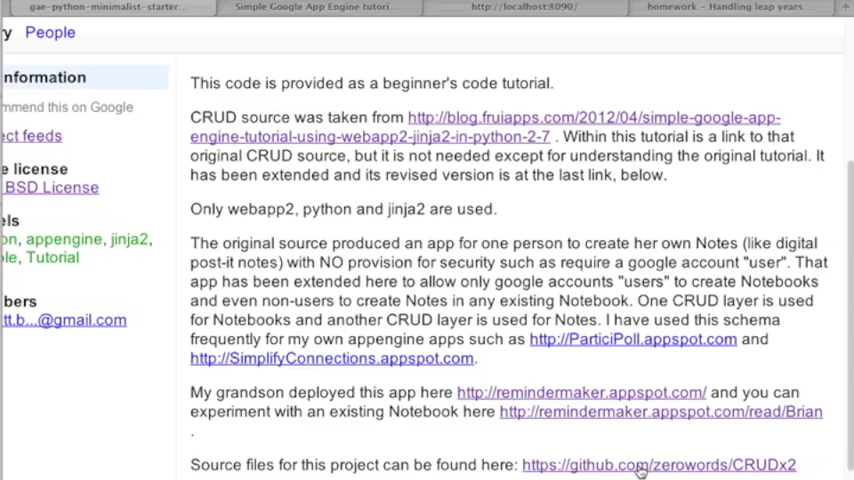 gae-python-minimalist-starter...
Simple Google App Engine tutori...
http://localhost:8090/
homework - Handling leap years...
ry People
nformation
mmend this on Google
ect feeds
e license
BSD License
els
on, appengine, jinja2,
le, Tutorial
bers
tt.b...@gmail.com
This code is provided as a beginner's code tutorial.
CRUD source was taken from http://blog.fruiapps.com/2012/04/simple-google-app-
engine-tutorial-using-webapp2-jinja2-in-python-2-7 . Within this tutorial is a link to that
original CRUD source, but it is not needed except for understanding the original tutorial. It
has been extended and its revised version is at the last link, below.
Only webapp2, python and jinja2 are used.
The original source produced an app for one person to create her own Notes (like digital
post-it notes) with NO provision for security such as require a google account "user". That
app has been extended here to allow only google accounts "users" to create Notebooks
and even non-users to create Notes in any existing Notebook. One CRUD layer is used
for Notebooks and another CRUD layer is used for Notes. I have used this schema
frequently for my own appengine apps such as http://ParticiPoll.appspot.com and
http://SimplifyConnections.appspot.com.
My grandson deployed this app here http://remindermaker.appspot.com/ and you can
experiment with an existing Notebook here http://remindermaker.appspot.com/read/Brian
.
Source files for this project can be found here: https://github.com/zerowords/CRUDx2